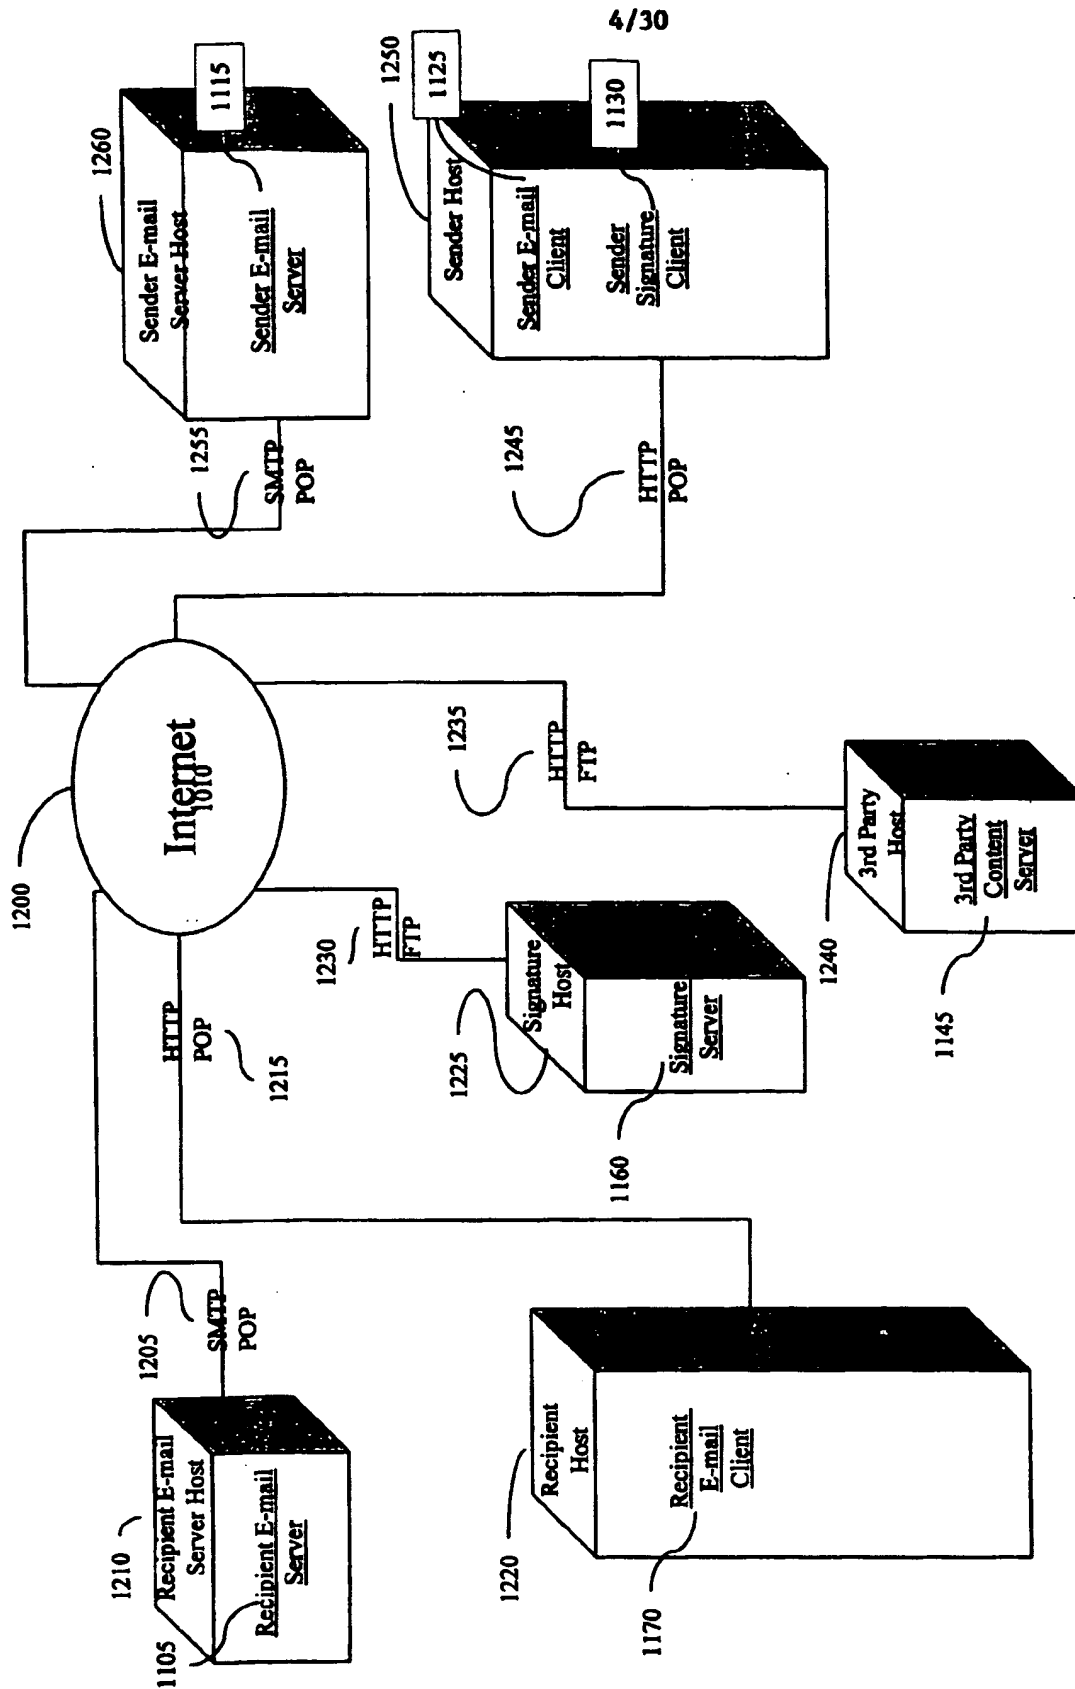 4/30
1210
Recipient E-mail
Server Host
Recipient E-mail
Server
1105
1205
SMTP
POP
1220
Recipient
Host
Recipient
E-mail
Client
1170
HTTP
POP
1215
1200
Internet
1010
1230
HTTP
FTP
1225
Signature
Host
Signature
Server
1160
1235
HTTP
FTP
1240
3rd Party
Host
3rd Party
Content
Server
1145
1255
SMTP
POP
1260
Sender E-mail
Server Host
Sender E-mail
Server
1115
1245
HTTP
POP
1250
Sender Host
1125
Sender E-mail
Client
Sender
Signature
Client
1130